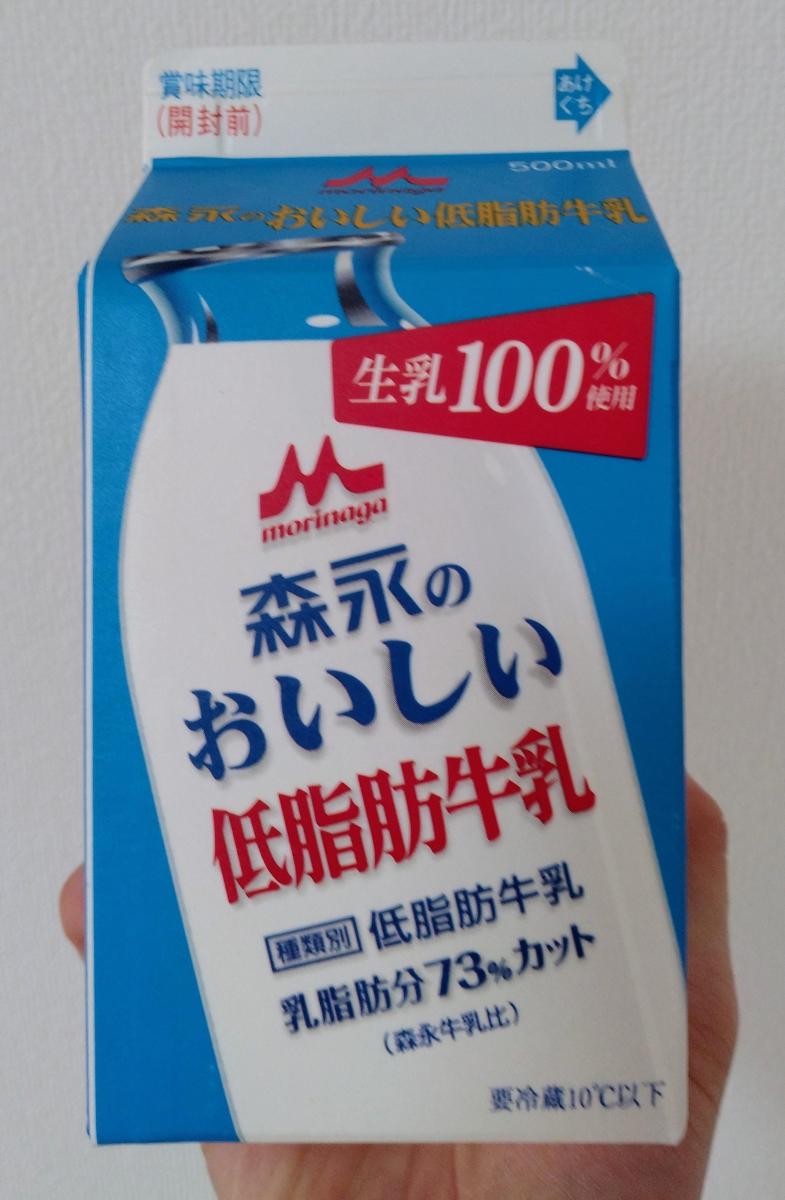 賞味期限
(開封前)
あけ
ぐち
500ml
morinaga
森永のおいしい低脂肪牛乳
生乳100%
使用
morinaga
森永の
おいしい
低脂肪牛乳
種類別 低脂肪牛乳
乳脂肪分73%カット
(森永牛乳比)
要冷蔵10℃以下